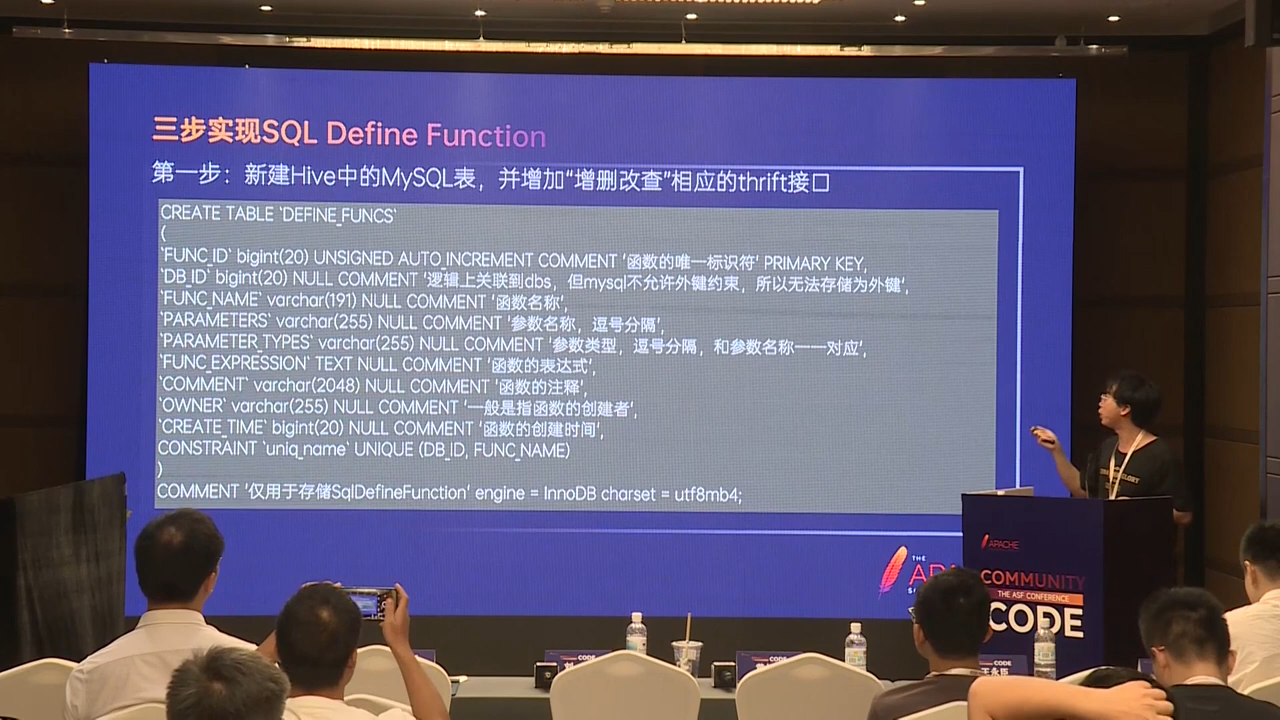 三步实现SQL Define Function
第一步：新建Hive中的MySQL表，并增加“增删改查”相应的thrift接口
CREATE TABLE `DEFINE_FUNCS`
(
`FUNC_ID` bigint(20) UNSIGNED AUTO_INCREMENT COMMENT '函数的唯一标识符' PRIMARY KEY,
`DB_ID` bigint(20) NULL COMMENT '逻辑上关联到dbs，但mysql不允许外键约束，所以无法存储为外键',
`FUNC_NAME` varchar(191) NULL COMMENT '函数名称',
`PARAMETERS` varchar(255) NULL COMMENT '参数名称，逗号分隔',
`PARAMETER_TYPES` varchar(255) NULL COMMENT '参数类型，逗号分隔，和参数名称一一对应',
`FUNC_EXPRESSION` TEXT NULL COMMENT '函数的表达式',
`COMMENT` varchar(2048) NULL COMMENT '函数的注释',
`OWNER` varchar(255) NULL COMMENT '一般是指函数的创建者',
`CREATE_TIME` bigint(20) NULL COMMENT '函数的创建时间',
CONSTRAINT `uniq_name` UNIQUE (DB_ID, FUNC_NAME)
)
COMMENT '仅用于存储SqlDefineFunction' engine = InnoDB charset = utf8mb4;
THE
APACHE
COMMUNITY
THE ASF CONFERENCE
CODE